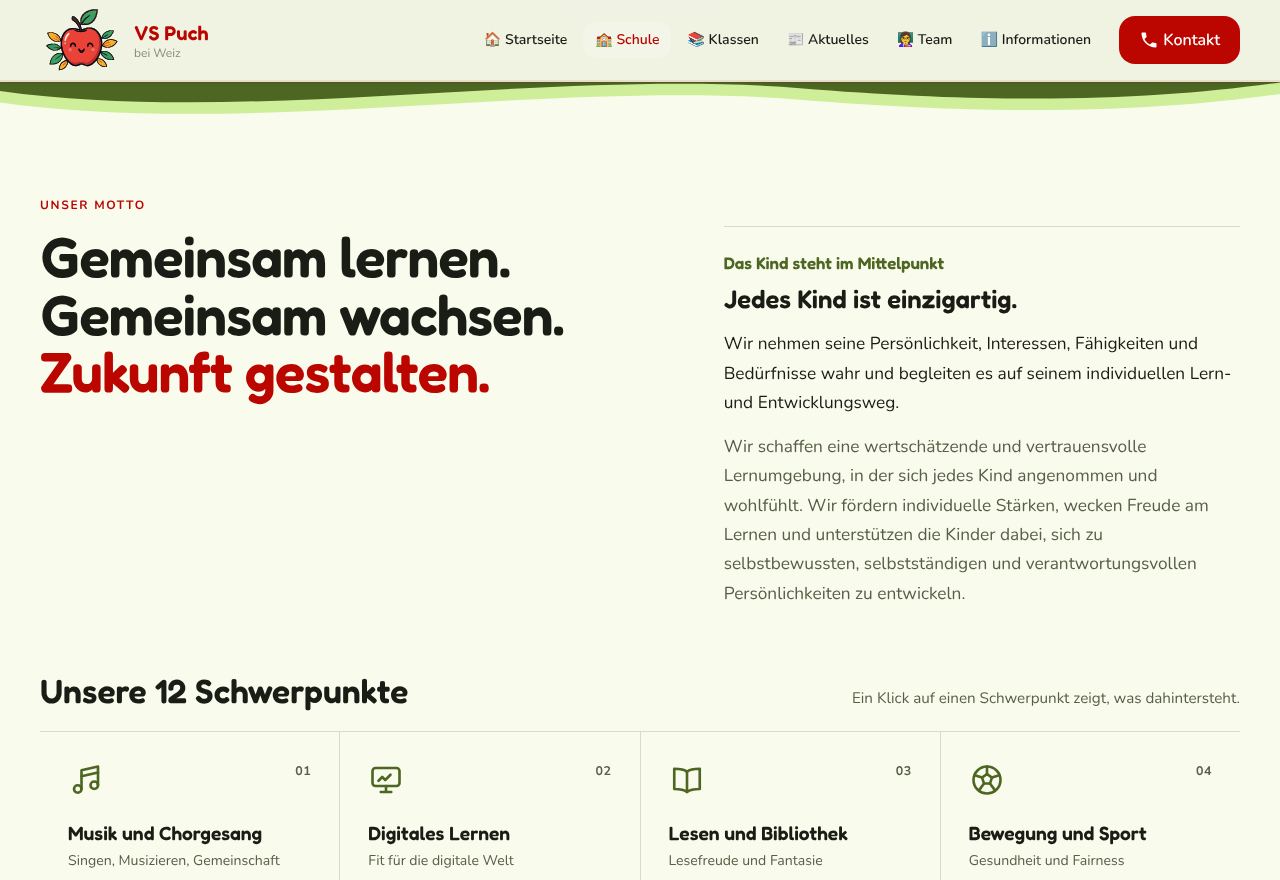 VS Puch
bei Weiz
Startseite
Schule
Klassen
Aktuelles
Team
Informationen
Kontakt
UNSER MOTTO
Gemeinsam lernen.
Gemeinsam wachsen.
Zukunft gestalten.
Das Kind steht im Mittelpunkt
Jedes Kind ist einzigartig.
Wir nehmen seine Persönlichkeit, Interessen, Fähigkeiten und
Bedürfnisse wahr und begleiten es auf seinem individuellen Lern-
und Entwicklungsweg.
Wir schaffen eine wertschätzende und vertrauensvolle
Lernumgebung, in der sich jedes Kind angenommen und
wohlfühlt. Wir fördern individuelle Stärken, wecken Freude am
Lernen und unterstützen die Kinder dabei, sich zu
selbstbewussten, selbstständigen und verantwortungsvollen
Persönlichkeiten zu entwickeln.
Unsere 12 Schwerpunkte
Ein Klick auf einen Schwerpunkt zeigt, was dahintersteht.
01
Musik und Chorgesang
Singen, Musizieren, Gemeinschaft
02
Digitales Lernen
Fit für die digitale Welt
03
Lesen und Bibliothek
Lesefreude und Fantasie
04
Bewegung und Sport
Gesundheit und Fairness